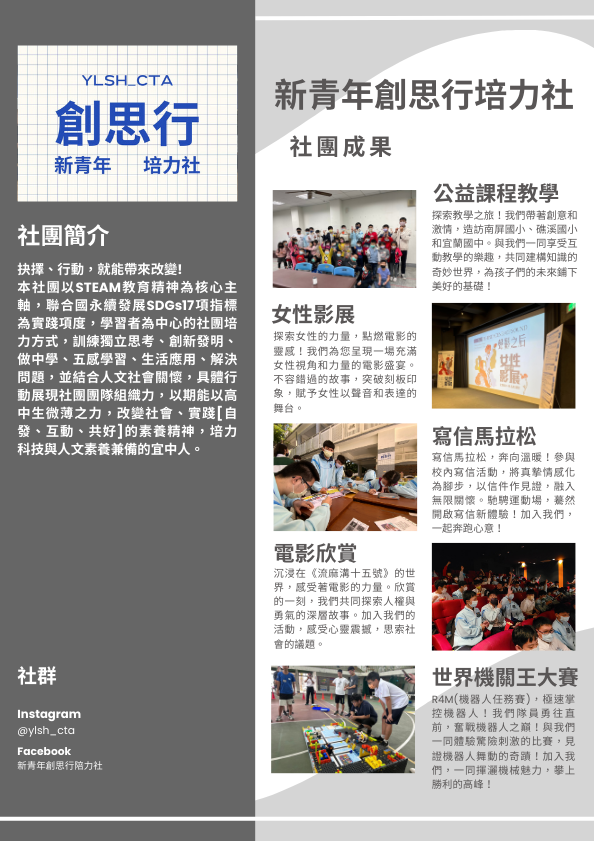 YLSH_CTA
創思行
新青年 培力社
社團簡介
抉擇、行動，就能帶來改變!
本社團以STEAM教育精神為核心主
軸，聯合國永續發展SDGs17項指標
為實踐項度，學習者為中心的社團培
力方式，訓練獨立思考、創新發明、
做中學、五感學習、生活應用、解決
問題，並結合人文社會關懷，具體行
動展現社團團隊組織力，以期能以高
中生微薄之力，改變社會、實踐[自
發、互動、共好]的素養精神，培力
科技與人文素養兼備的宜中人。
社群
Instagram
@ylsh_cta
Facebook
新青年創思行陪力社
新青年創思行培力社
社團成果
公益課程教學
探索教學之旅！我們帶著創意和
激情，造訪南屏國小、礁溪國小
和宜蘭國中。與我們一同享受互
動教學的樂趣，共同建構知識的
奇妙世界，為孩子們的未來鋪下
美好的基礎！
女性影展
探索女性的力量，點燃電影的
靈感！我們為您呈現一場充滿
女性視角和力量的電影盛宴。
不容錯過的故事，突破刻板印
象，賦予女性以聲音和表達的
舞台。
女性
影展
寫信馬拉松
寫信馬拉松，奔向溫暖！參與
校內寫信活動，將真摯情感化
為腳步，以信件作見證，融入
無限關懷。馳騁運動場，驀然
開啟寫信新體驗！加入我們，
一起奔跑心意！
電影欣賞
沉浸在《流麻溝十五號》的世
界，感受著電影的力量。欣賞
的一刻，我們共同探索人權與
勇氣的深層故事。加入我們的
活動，感受心靈震撼，思索社
會的議題。
世界機關王大賽
R4M(機器人任務賽)，極速掌
控機器人！我們隊員勇往直
前，奮戰機器人之巔！與我們
一同體驗驚險刺激的比賽，見
證機器人舞動的奇蹟！加入我
們，一同揮灑機械魅力，攀上
勝利的高峰！